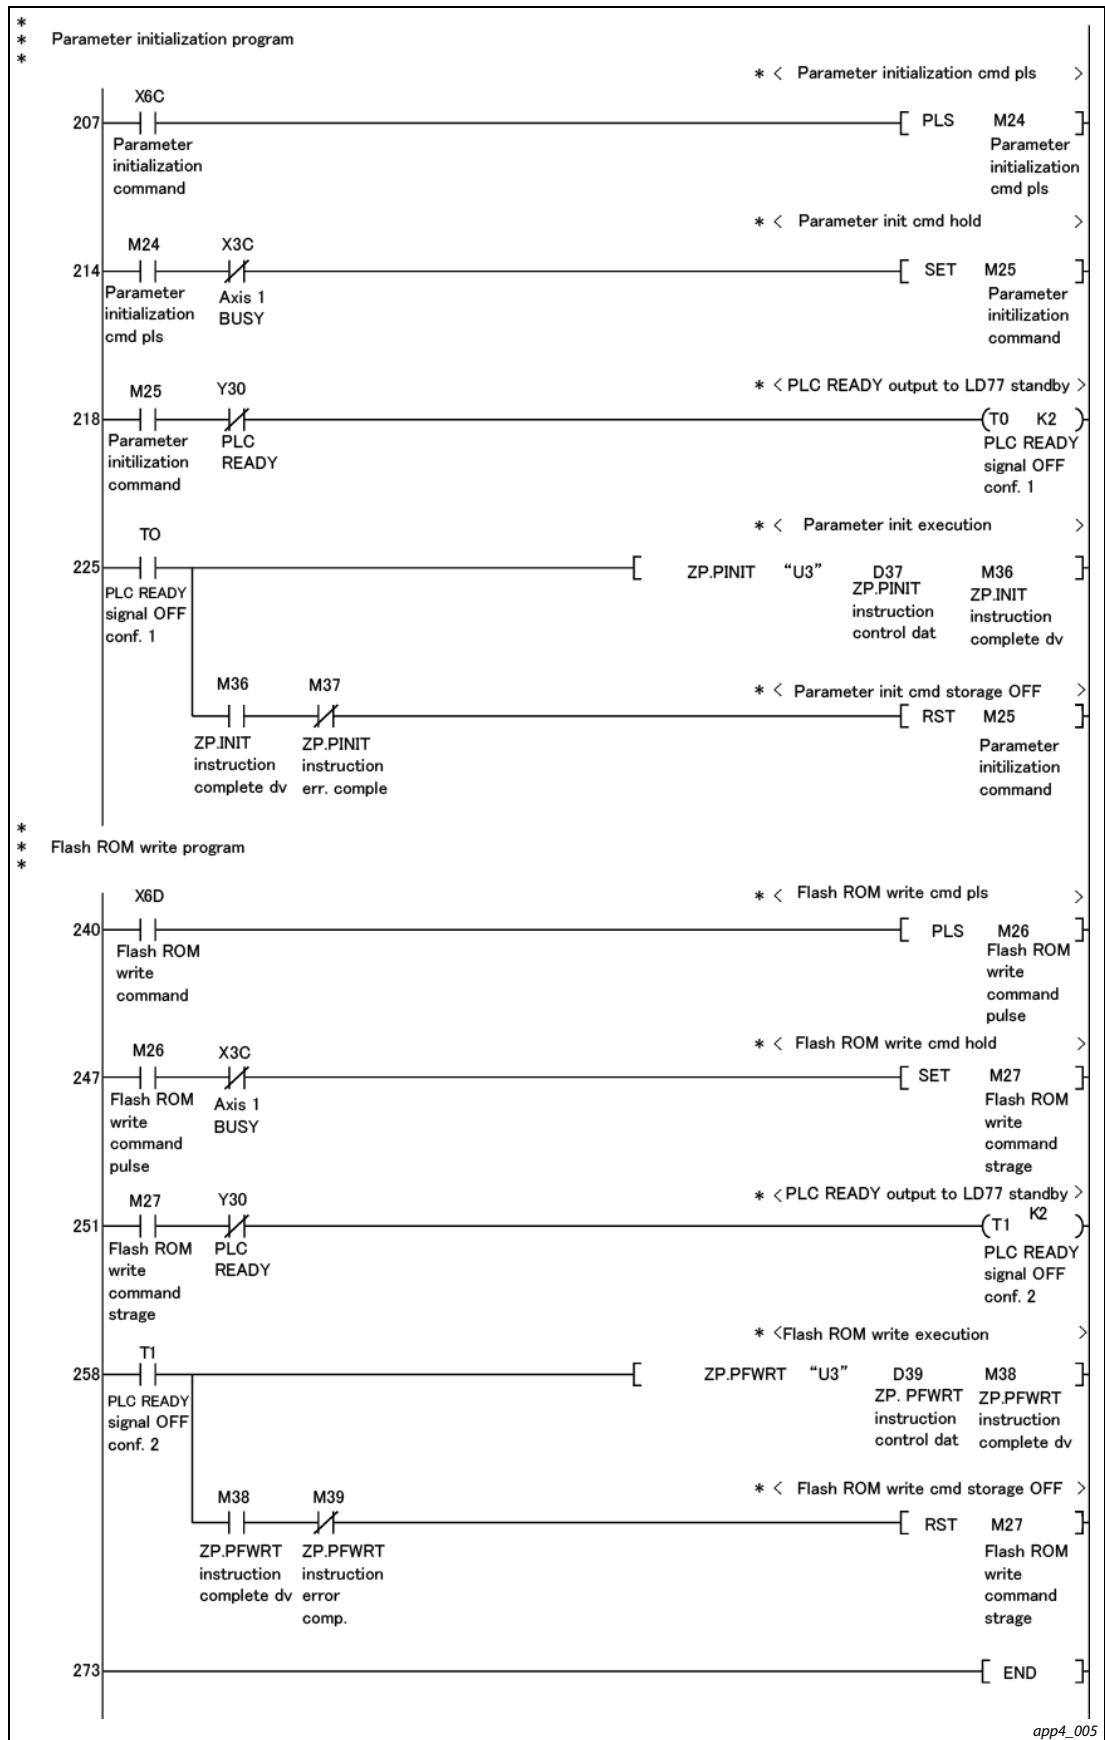 *
* Parameter initialization program
*
* < Parameter initialization cmd pls >
X6C
207 [ PLS M24 ]
Parameter initialization command
Parameter initialization cmd pls
* < Parameter init cmd hold >
M24 X3C
214 [ SET M25 ]
Parameter initialization cmd pls
Axis 1 BUSY
Parameter initilization command
* < PLC READY output to LD77 standby >
M25 Y30
218 (T0 K2 )
Parameter initilization command
PLC READY
PLC READY signal OFF conf. 1
* < Parameter init execution >
TO
225 [ ZP.PINIT “U3” D37 M36 ]
PLC READY signal OFF conf. 1
ZP.PINIT instruction control dat
ZP.INIT instruction complete dv
* < Parameter init cmd storage OFF >
M36 M37
[ RST M25 ]
ZP.INIT instruction complete dv
ZP.PINIT instruction err. comple
Parameter initilization command
*
* Flash ROM write program
*
* < Flash ROM write cmd pls >
X6D
240 [ PLS M26 ]
Flash ROM write command
Flash ROM write command pulse
* < Flash ROM write cmd hold >
M26 X3C
247 [ SET M27 ]
Flash ROM write command pulse
Axis 1 BUSY
Flash ROM write command strage
* <PLC READY output to LD77 standby >
M27 Y30
251 (T1 K2 )
Flash ROM write command strage
PLC READY
PLC READY signal OFF conf. 2
* <Flash ROM write execution >
T1
258 [ ZP.PFWRT “U3” D39 M38 ]
PLC READY signal OFF conf. 2
ZP. PFWRT instruction control dat
ZP.PFWRT instruction complete dv
* < Flash ROM write cmd storage OFF >
M38 M39
[ RST M27 ]
ZP.PFWRT instruction complete dv
ZP.PFWRT instruction error comp.
Flash ROM write command strage
273 [ END ]
app4_005